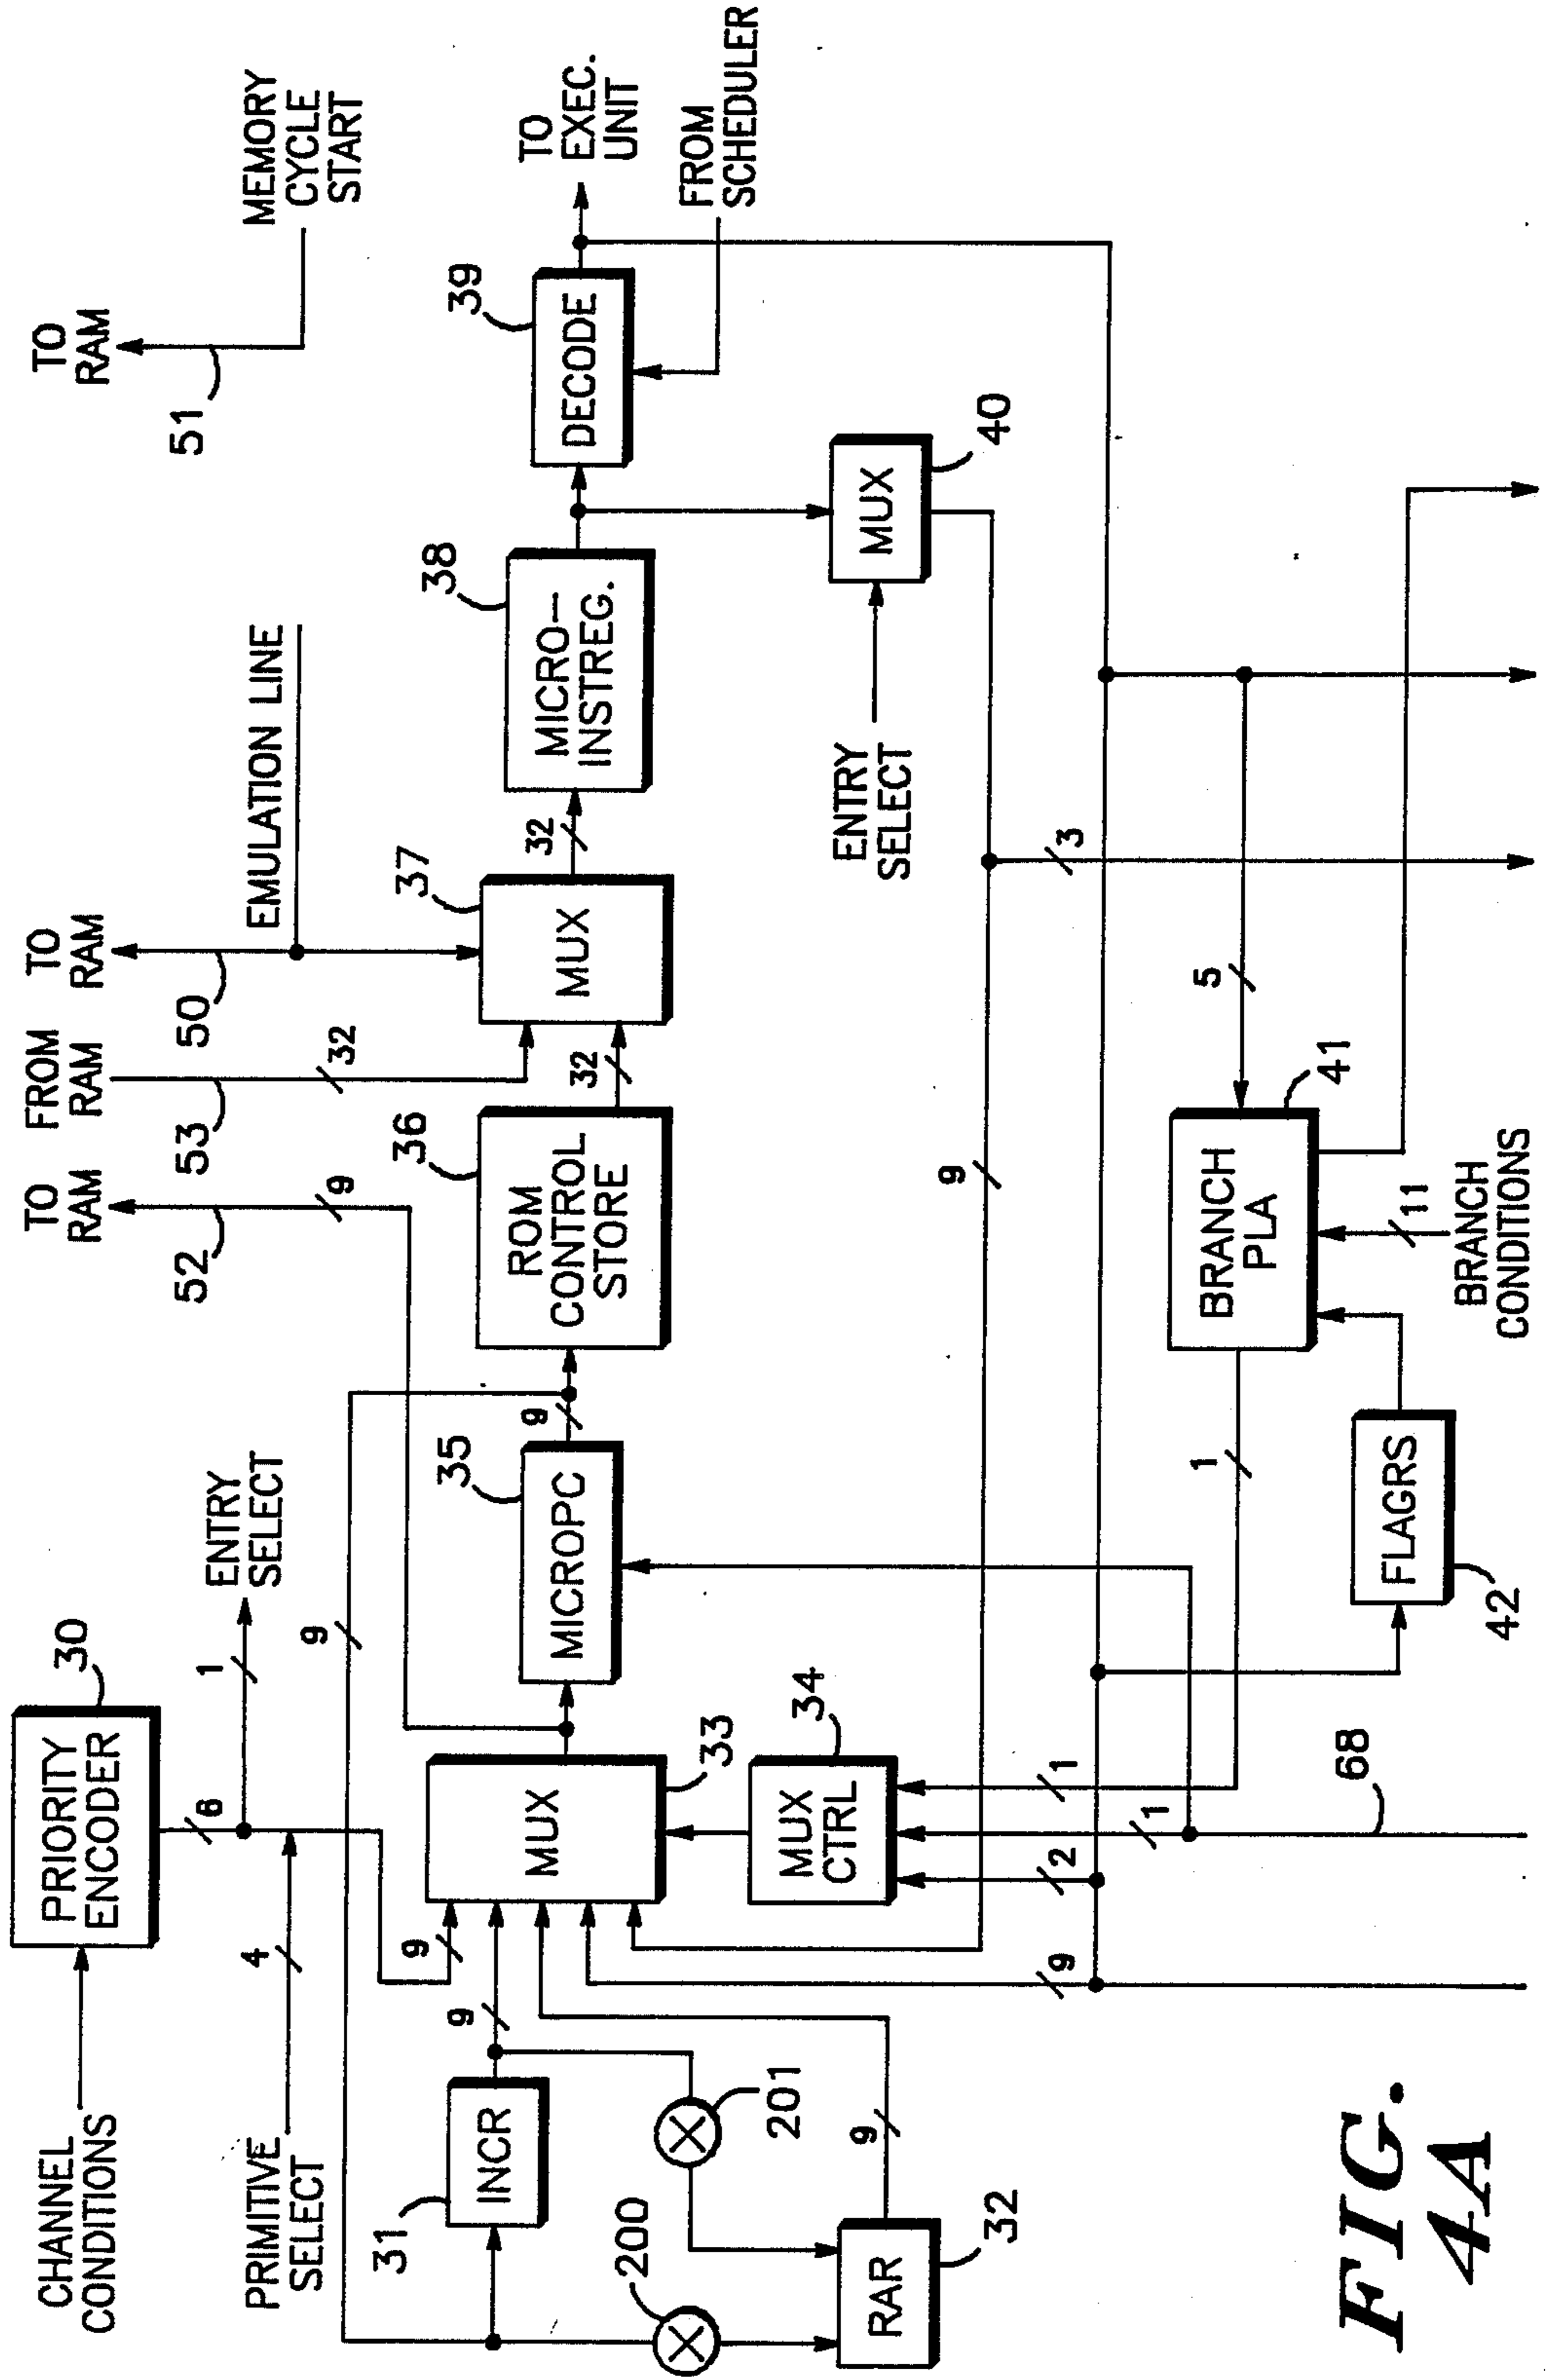 CHANNEL
CONDITIONS
PRIORITY
ENCODER
30
6
1
ENTRY
SELECT
PRIMITIVE
SELECT
4
9
TO
RAM
52
9
FROM
RAM
53
32
TO
RAM
50
EMULATION LINE
TO
RAM
51
MEMORY
CYCLE
START
31
INCR
9
9
MUX
33
MICROPC
35
9
ROM
CONTROL
STORE
36
32
MUX
37
32
MICRO-
INSTREG.
38
DECODE
39
TO
EXEC.
UNIT
FROM
SCHEDULER
200
201
RAR
32
9
MUX
CTRL
34
ENTRY
SELECT
MUX
40
9
3
9
2
1
1
68
1
5
BRANCH
PLA
41
11
BRANCH
CONDITIONS
FLAGRS
42
FIG.
4A